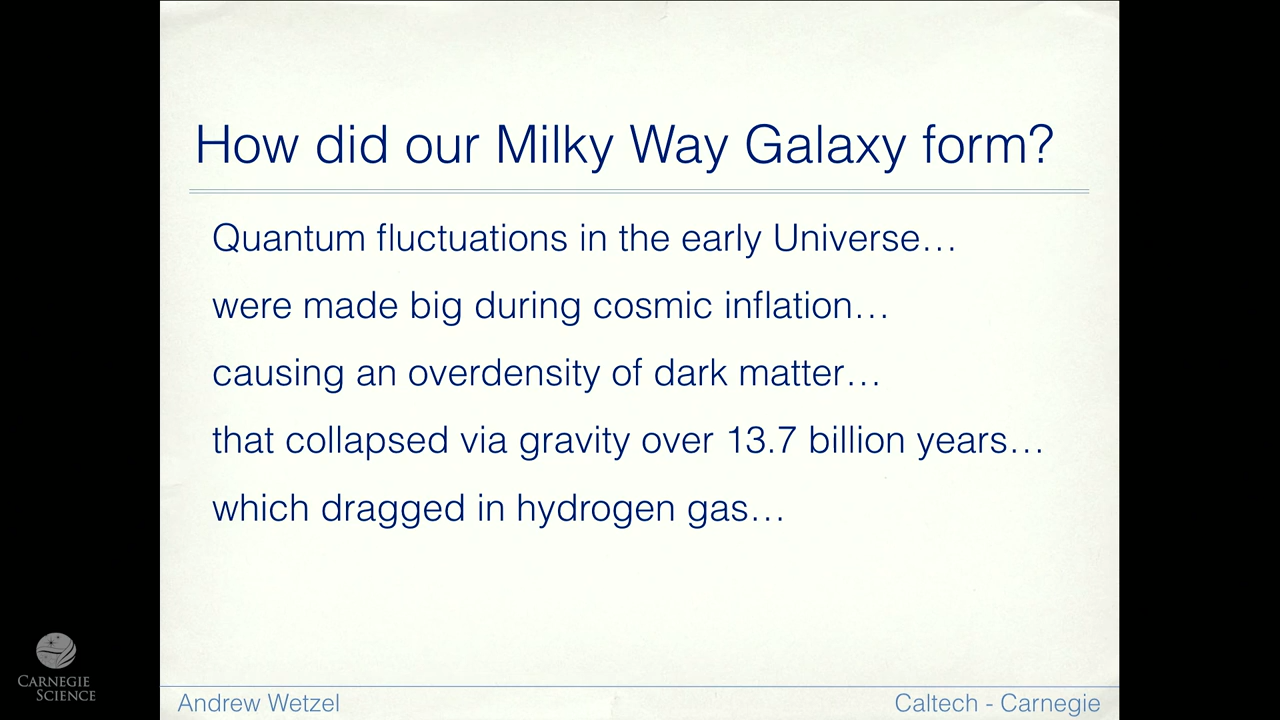 How did our Milky Way Galaxy form?
Quantum fluctuations in the early Universe…
were made big during cosmic inflation…
causing an overdensity of dark matter…
that collapsed via gravity over 13.7 billion years…
which dragged in hydrogen gas…
CARNEGIE
SCIENCE
Andrew Wetzel
Caltech - Carnegie